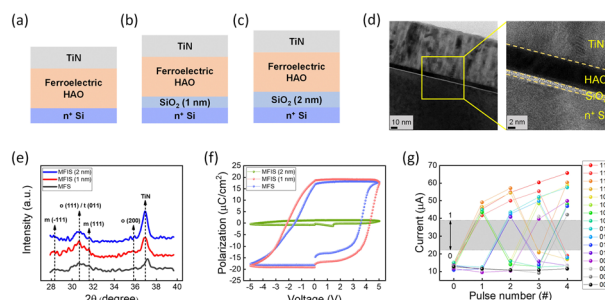 (a)
TiN
Ferroelectric
HAO
n⁺ Si
(b)
TiN
Ferroelectric
HAO
SiO₂ (1 nm)
n⁺ Si
(c)
TiN
Ferroelectric
HAO
SiO₂ (2 nm)
n⁺ Si
(d)
10 nm
TiN
HAO
SiO₂
n⁺ Si
2 nm
(e)
MFIS (2 nm)
MFIS (1 nm)
MFS
TiN
o (111) / t (011)
m (-111)
m (111)
o (200)
Intensity (a.u.)
28 30 32 34 36 38 40
2θ (degree)
(f)
MFIS (2 nm)
MFIS (1 nm)
MFS
Polarization (μC/cm²)
25
20
15
10
5
0
-5
-10
-15
-20
-25
-5 -4 -3 -2 -1 0 1 2 3 4 5
Voltage (V)
(g)
Current (μA)
70
60
50
40
30
20
10
1
0
0 1 2 3 4
Pulse number (#)